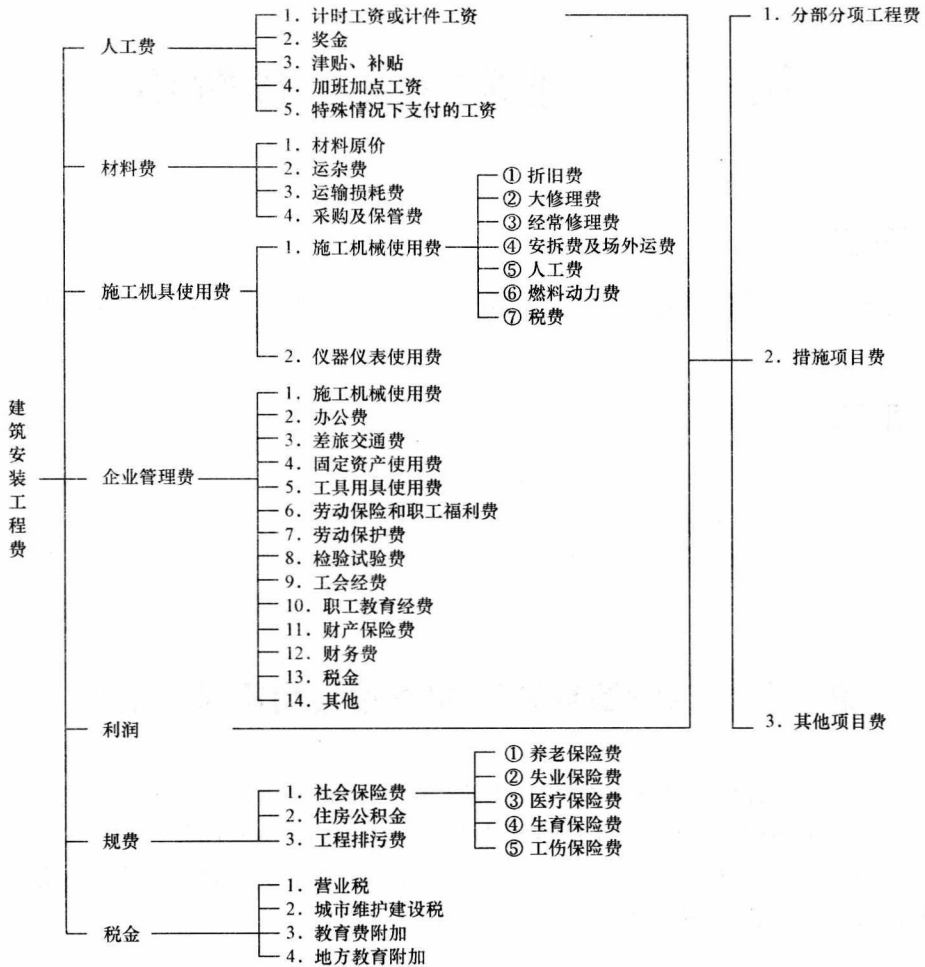 建筑安装工程费
人工费
1. 计时工资或计件工资
2. 奖金
3. 津贴、补贴
4. 加班加点工资
5. 特殊情况下支付的工资
材料费
1. 材料原价
2. 运杂费
3. 运输损耗费
4. 采购及保管费
施工机具使用费
1. 施工机械使用费
① 折旧费
② 大修理费
③ 经常修理费
④ 安拆费及场外运费
⑤ 人工费
⑥ 燃料动力费
⑦ 税费
2. 仪器仪表使用费
企业管理费
1. 施工机械使用费
2. 办公费
3. 差旅交通费
4. 固定资产使用费
5. 工具用具使用费
6. 劳动保险和职工福利费
7. 劳动保护费
8. 检验试验费
9. 工会经费
10. 职工教育经费
11. 财产保险费
12. 财务费
13. 税金
14. 其他
利润
规费
1. 社会保险费
① 养老保险费
② 失业保险费
③ 医疗保险费
④ 生育保险费
⑤ 工伤保险费
2. 住房公积金
3. 工程排污费
税金
1. 营业税
2. 城市维护建设税
3. 教育费附加
4. 地方教育附加
1. 分部分项工程费
2. 措施项目费
3. 其他项目费